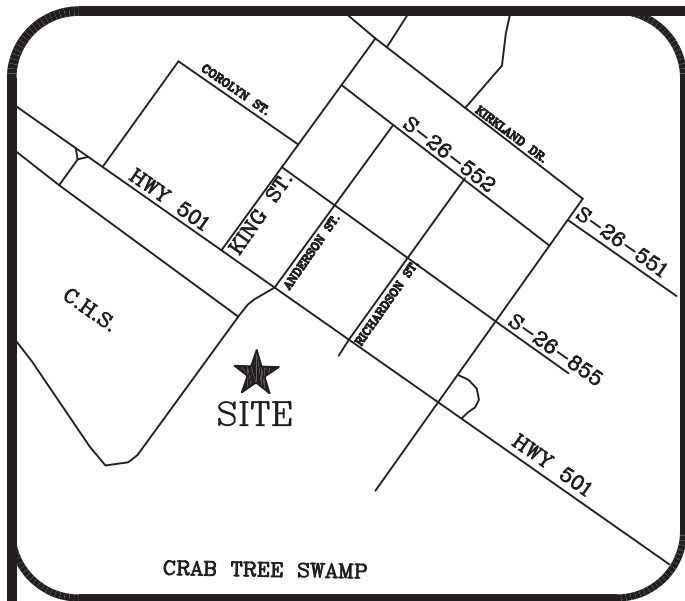 COROLYN ST.
KIRKLAND DR.
S-26-552
HWY 501
KING ST.
S-26-551
ANDERSON ST.
RICHARDSON ST.
C.H.S.
S-26-855
SITE
HWY 501
CRAB TREE SWAMP